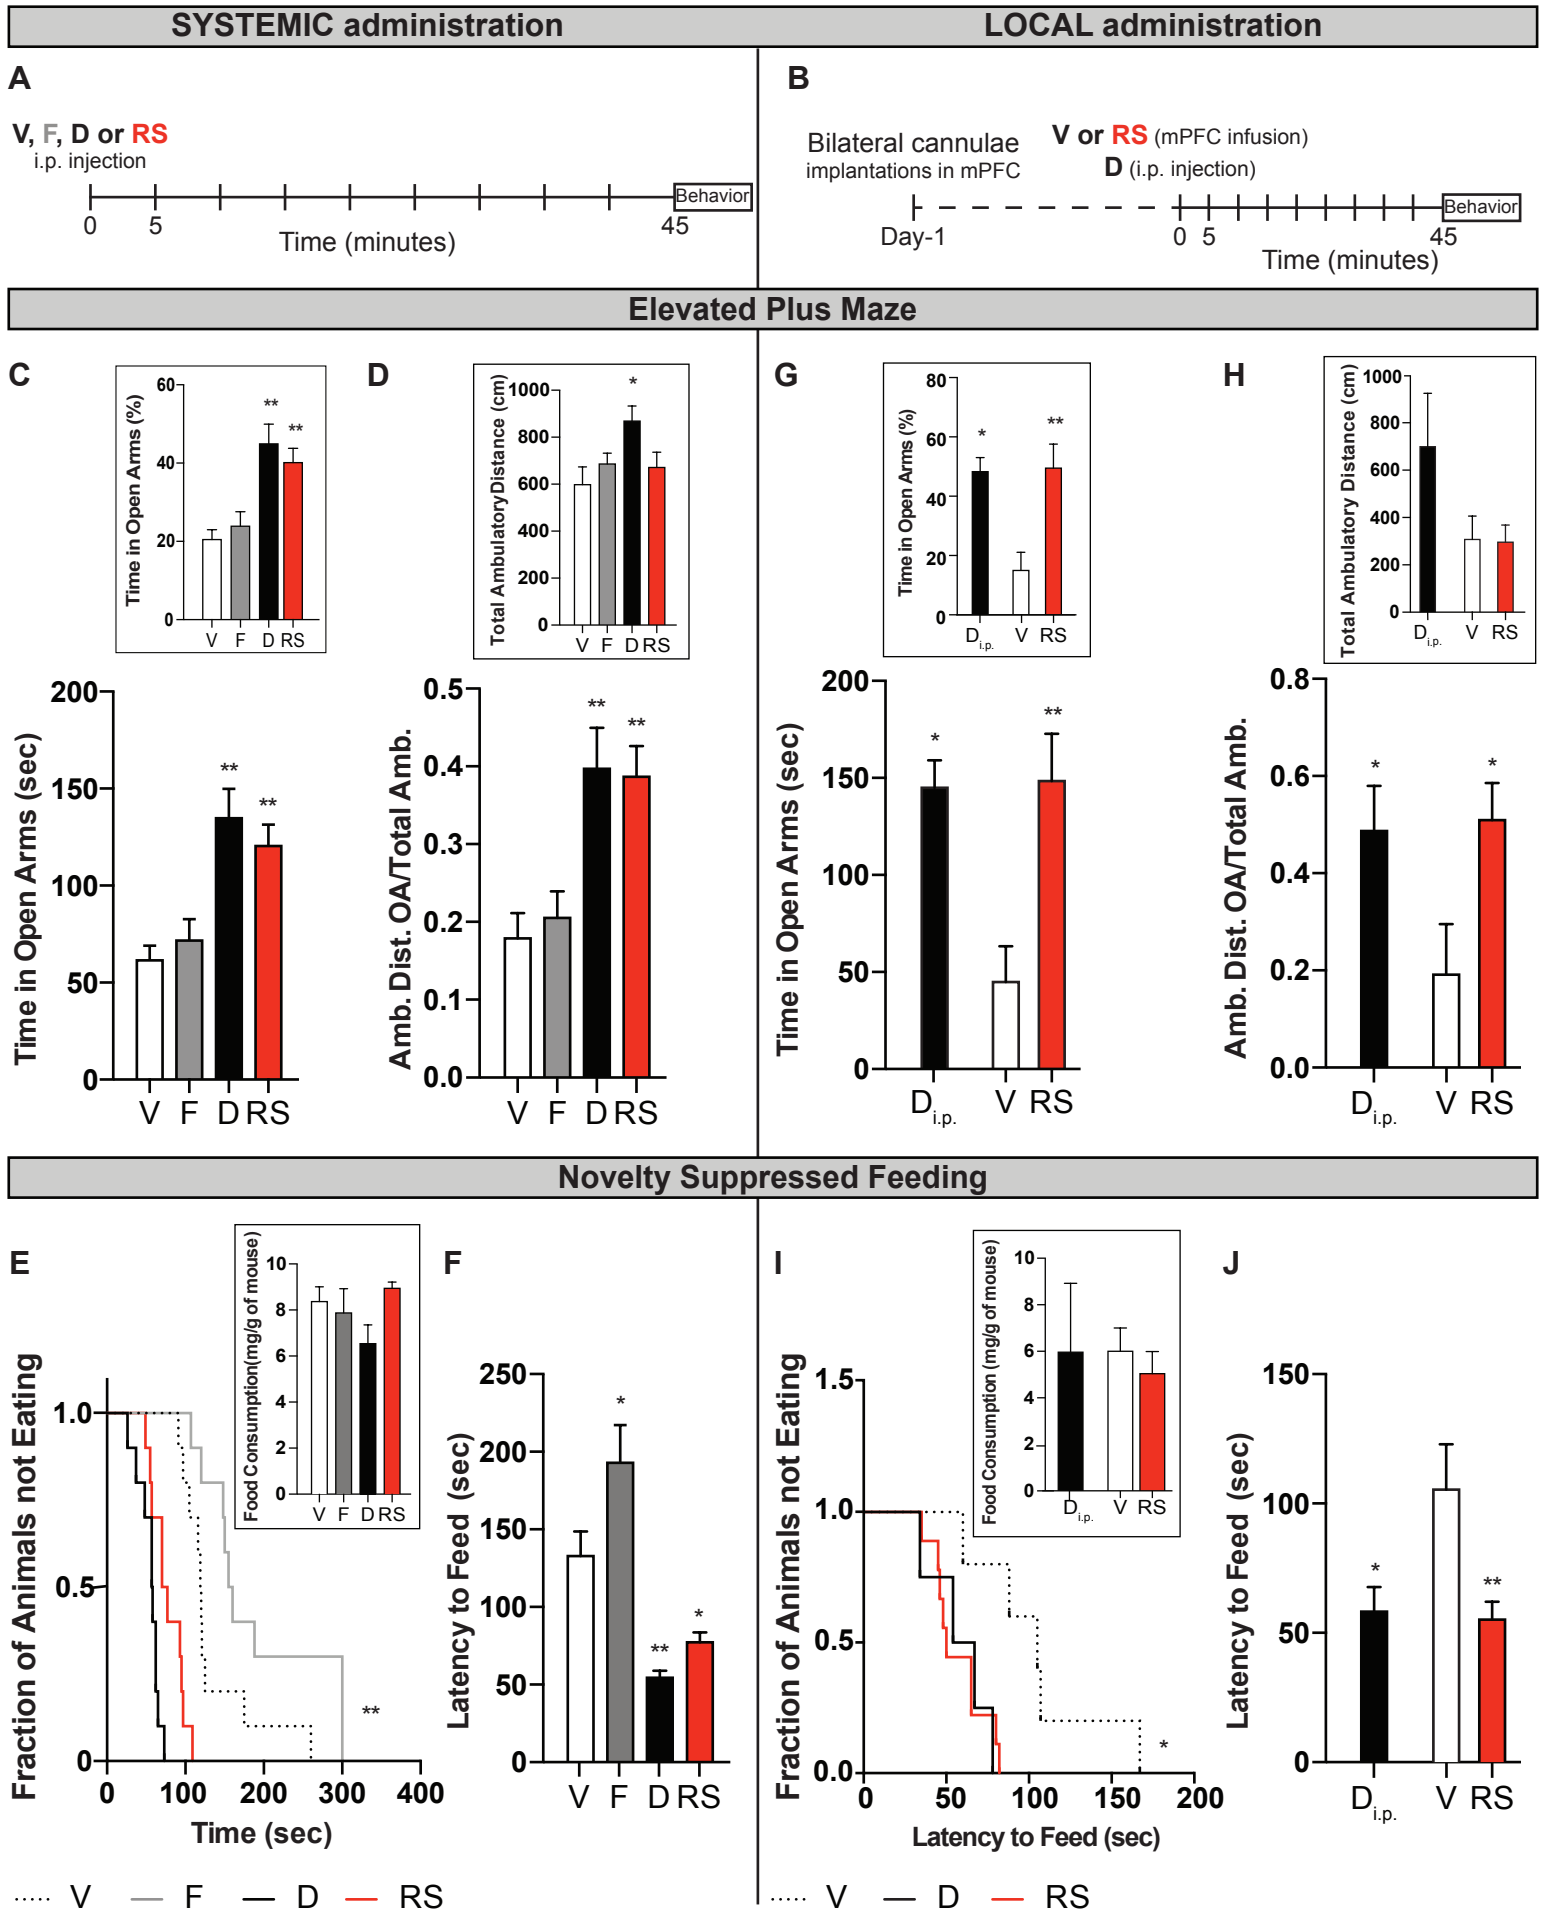 SYSTEMIC administration
LOCAL administration
A
V, F, D or RS
i.p. injection
0 5 45
Behavior
Time (minutes)
B
Bilateral cannulae
implantations in mPFC
V or RS (mPFC infusion)
D (i.p. injection)
Day-1
0 5 45
Behavior
Time (minutes)
Elevated Plus Maze
C
Time in Open Arms (%)
60
40
20
0
**
**
V F D RS
Time in Open Arms (sec)
200
150
100
50
0
**
**
V F D RS
D
Total Ambulatory Distance (cm)
1000
800
600
400
200
0
*
V F D RS
Amb. Dist. OA/Total Amb.
0.5
0.4
0.3
0.2
0.1
0.0
**
**
V F D RS
G
Time in Open Arms (%)
80
60
40
20
0
*
**
Di.p. V RS
Time in Open Arms (sec)
200
150
100
50
0
*
**
Di.p. V RS
H
Total Ambulatory Distance (cm)
1000
800
600
400
200
0
Di.p. V RS
Amb. Dist. OA/Total Amb.
0.8
0.6
0.4
0.2
0.0
*
*
Di.p. V RS
Novelty Suppressed Feeding
E
Food Consumption(mg/g of mouse)
10
8
6
4
2
0
V F D RS
Fraction of Animals not Eating
1.0
0.5
0
**
0 100 200 300 400
Time (sec)
V F D RS
F
Latency to Feed (sec)
250
200
150
100
50
0
*
**
*
V F D RS
I
Food Consumption (mg/g of mouse)
10
8
6
4
2
0
Di.p. V RS
Fraction of Animals not Eating
1.5
1.0
0.5
0.0
*
0 50 100 150 200
Latency to Feed (sec)
V D RS
J
Latency to Feed (sec)
150
100
50
0
*
**
Di.p. V RS